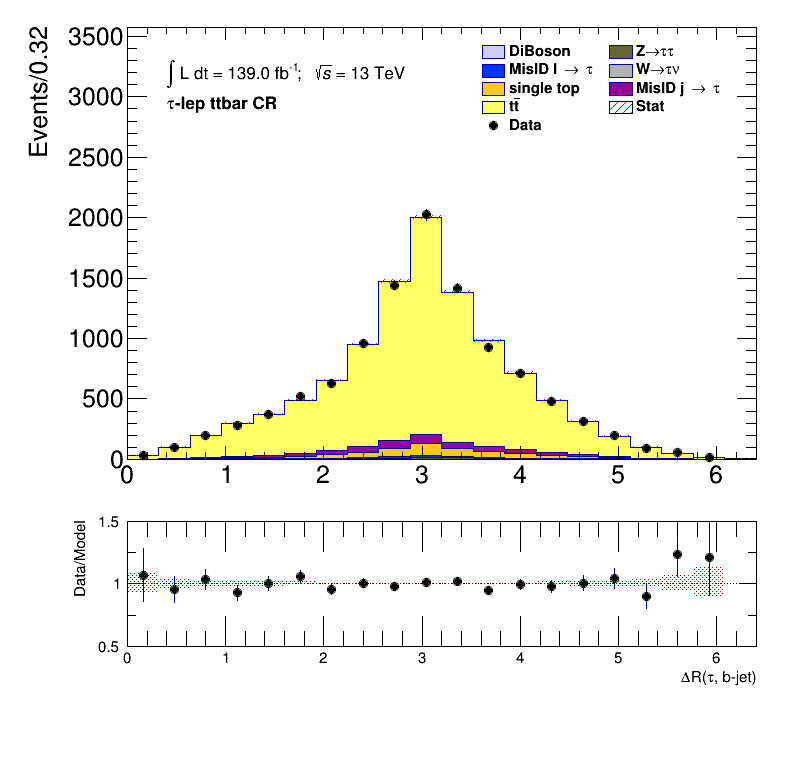 Events/0.32
3500
3000
2500
2000
1500
1000
500
0
∫ L dt = 139.0 fb⁻¹; √s = 13 TeV
τ-lep ttbar CR
DiBoson
Z→ττ
MisID l → τ
W→τν
single top
MisID j → τ
tt̄
Stat
Data
0 1 2 3 4 5 6
Data/Model
1.5
1
0.5
0 1 2 3 4 5 6
ΔR(τ, b-jet)